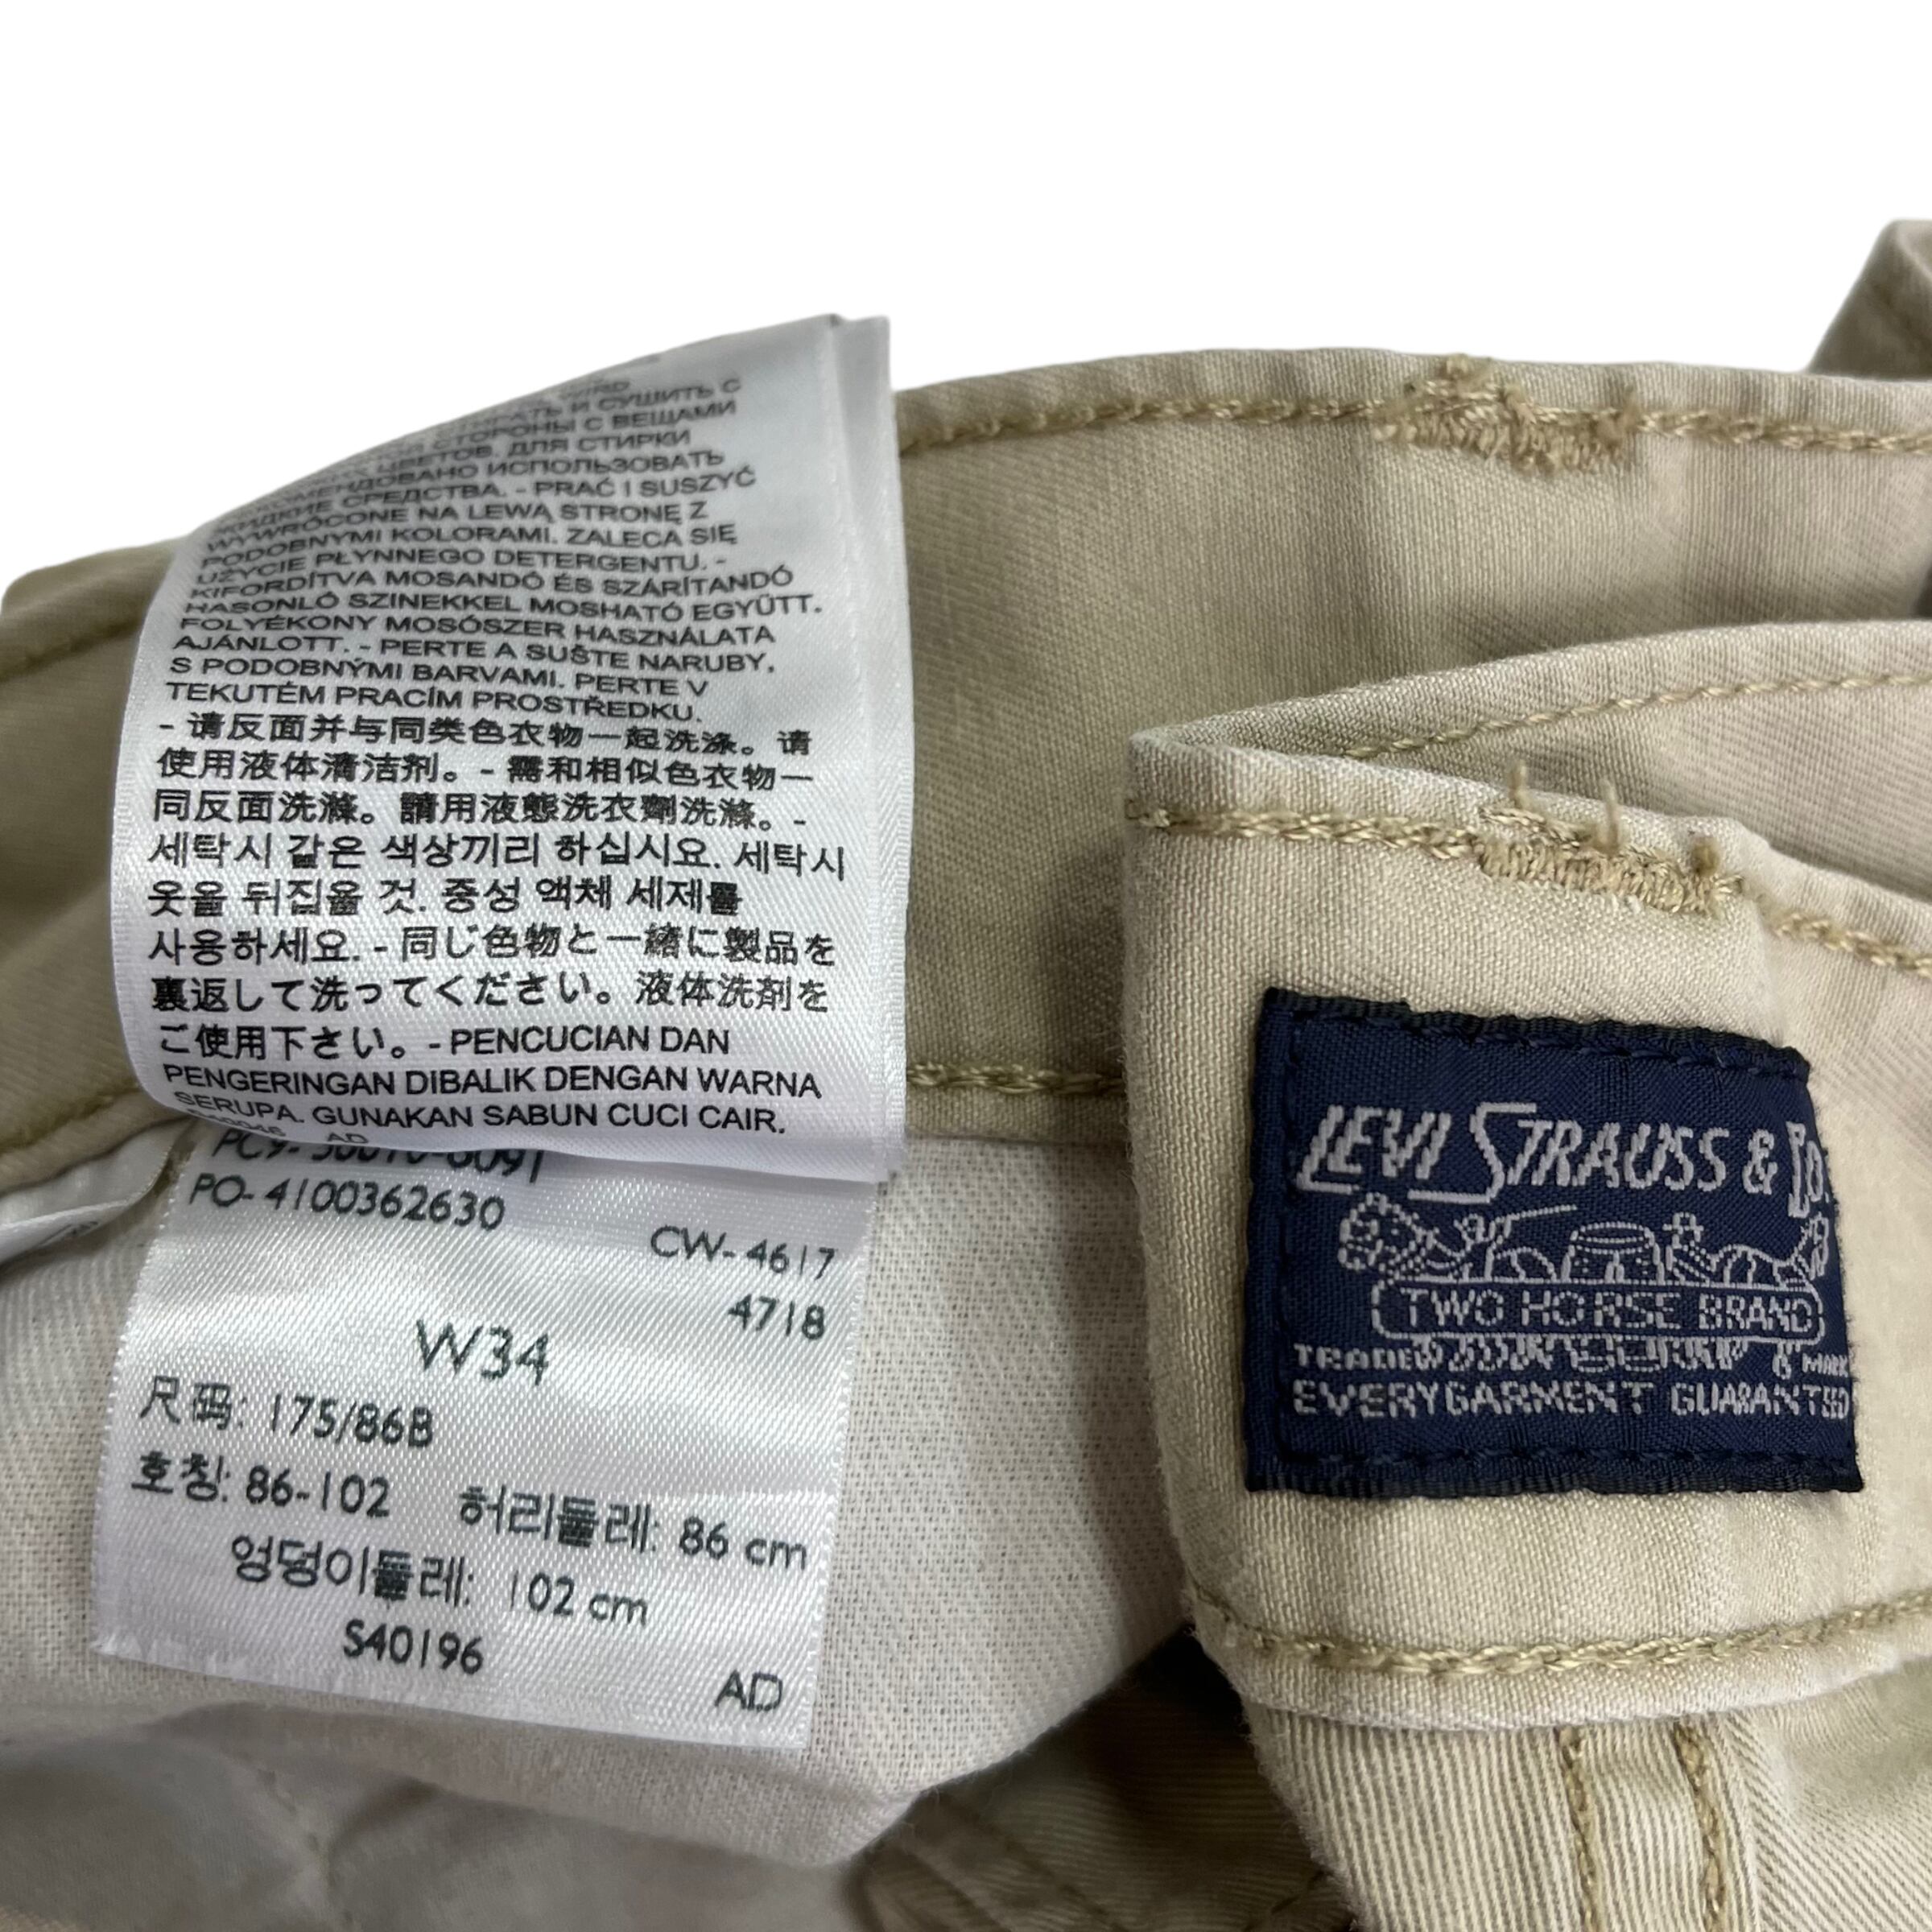 СТИРАТЬ И СУШИТЬ С
СТОРОНЫ С ВЕЩАМИ
ЦВЕТОВ. ДЛЯ СТИРКИ
ИСПОЛЬЗОВАТЬ
ЖИДКИЕ СРЕДСТВА. - PRAĆ I SUSZYĆ
WYWRÓCONE NA LEWĄ STRONĘ Z
PODOBNYMI KOLORAMI. ZALECA SIĘ
UŻYCIE PŁYNNEGO DETERGENTU. -
KIFORDÍTVA MOSANDÓ ÉS SZÁRÍTANDÓ
HASONLÓ SZINEKKEL MOSHATÓ EGYÜTT.
FOLYÉKONY MOSÓSZER HASZNÁLATA
AJÁNLOTT. - PERTE A SUŠTE NARUBY,
S PODOBNÝMI BARVAMI. PERTE V
TEKUTÉM PRACÍM PROSTŘEDKU.
- 请反面并与同类色衣物一起洗涤。请
使用液体清洁剂。- 需和相似色衣物一
同反面洗滌。請用液態洗衣劑洗滌。-
세탁시 같은 색상끼리 하십시요. 세탁시
옷을 뒤집을 것. 중성 액체 세제를
사용하세요. - 同じ色物と一緒に製品を
裏返して洗ってください。液体洗剤を
ご使用下さい。- PENCUCIAN DAN
PENGERINGAN DIBALIK DENGAN WARNA
SERUPA. GUNAKAN SABUN CUCI CAIR.
AD
PO- 4100362630
CW- 4617
4718
W34
尺码: 175/86B
호칭: 86-102 허리둘레: 86 cm
엉덩이둘레: 102 cm
S40196
AD
LEVI STRAUSS & Co.
TWO HORSE BRAND
TRADE MARK
EVERY GARMENT GUARANTEED